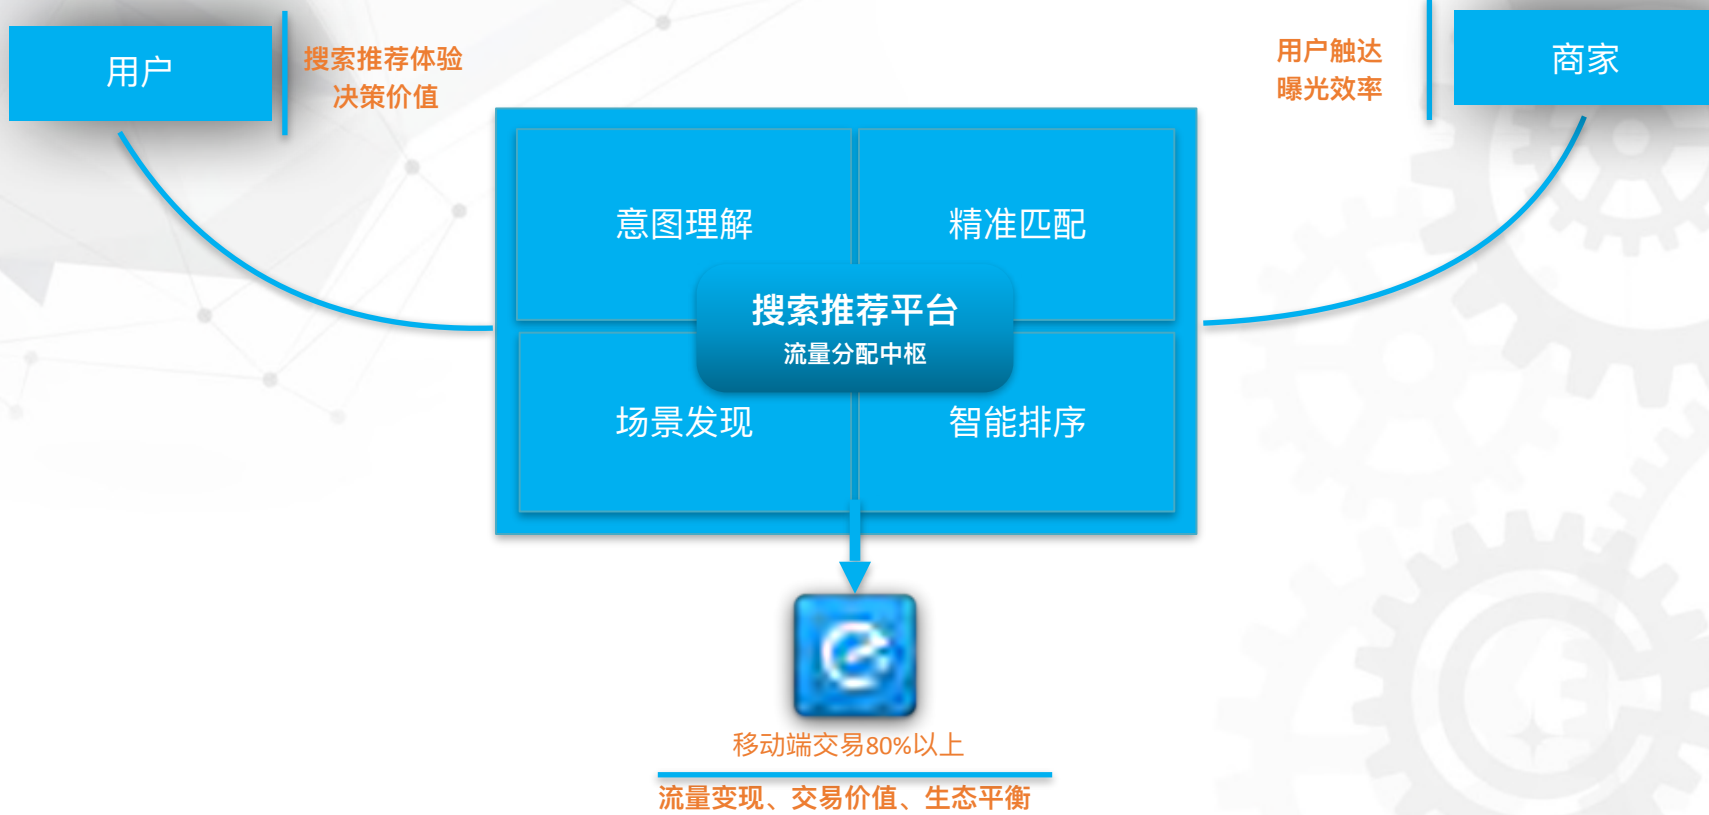 用户
搜索推荐体验
决策价值
用户触达
曝光效率
商家
意图理解
精准匹配
搜索推荐平台
流量分配中枢
场景发现
智能排序
移动端交易80%以上
流量变现、交易价值、生态平衡